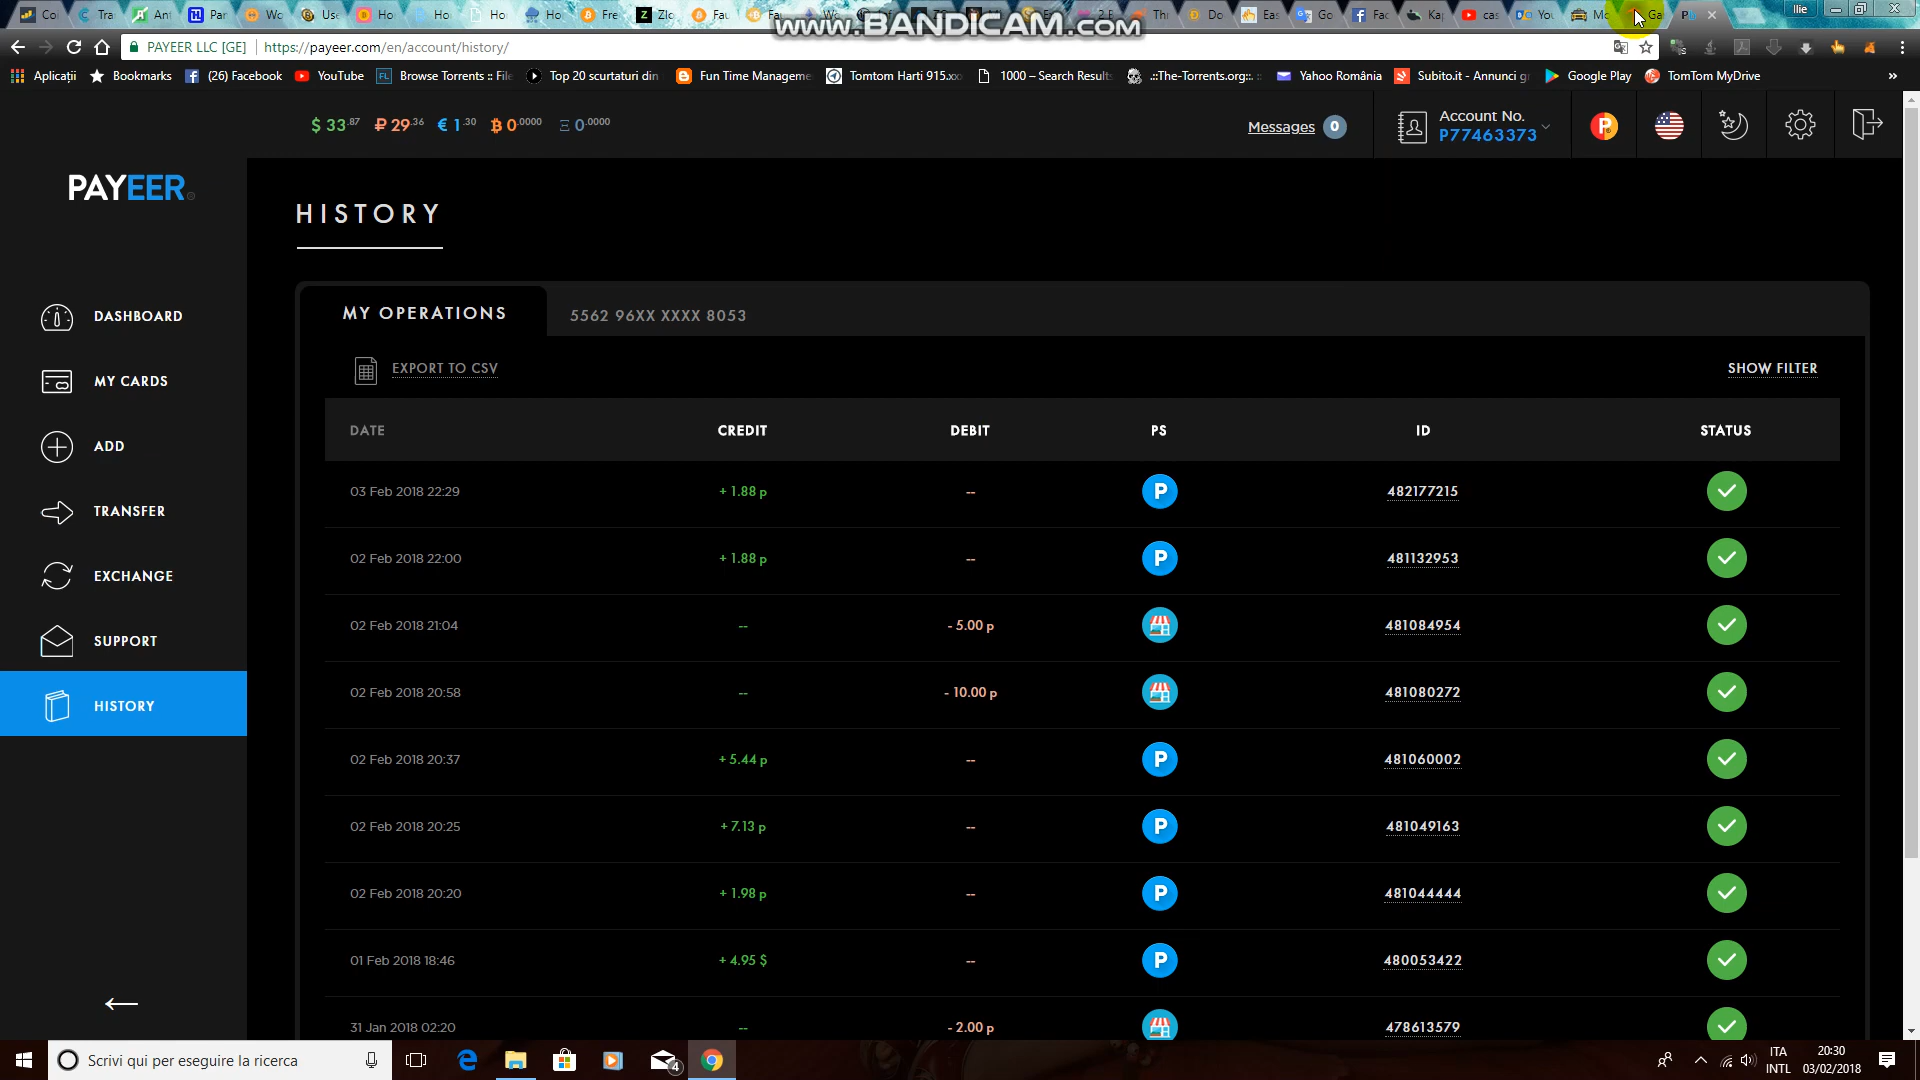 www.BANDICAM.com
Ilie
PAYEER LLC [GE] https://payeer.com/en/account/history/
Aplicații Bookmarks (26) Facebook YouTube Browse Torrents :: File Top 20 scurtaturi din Fun Time Manageme Tomtom Harti 915.xx 1000 – Search Results .::The-Torrents.org::. Yahoo România Subito.it - Annunci gr Google Play TomTom MyDrive »
$ 33.87 ₽ 29.36 € 1.30 ₿ 0.0000 Ξ 0.0000
Messages 0
Account No.
P77463373
PAYEER
HISTORY
DASHBOARD
MY CARDS
ADD
TRANSFER
EXCHANGE
SUPPORT
HISTORY
MY OPERATIONS 5562 96XX XXXX 8053
EXPORT TO CSV SHOW FILTER
DATE CREDIT DEBIT PS ID STATUS
03 Feb 2018 22:29 + 1.88 р -- P 482177215
02 Feb 2018 22:00 + 1.88 р -- P 481132953
02 Feb 2018 21:04 -- - 5.00 р 481084954
02 Feb 2018 20:58 -- - 10.00 р 481080272
02 Feb 2018 20:37 + 5.44 р -- P 481060002
02 Feb 2018 20:25 + 7.13 р -- P 481049163
02 Feb 2018 20:20 + 1.98 р -- P 481044444
01 Feb 2018 18:46 + 4.95 $ -- P 480053422
31 Jan 2018 02:20 -- - 2.00 р 478613579
Scrivi qui per eseguire la ricerca
4
ITA
INTL
20:30
03/02/2018